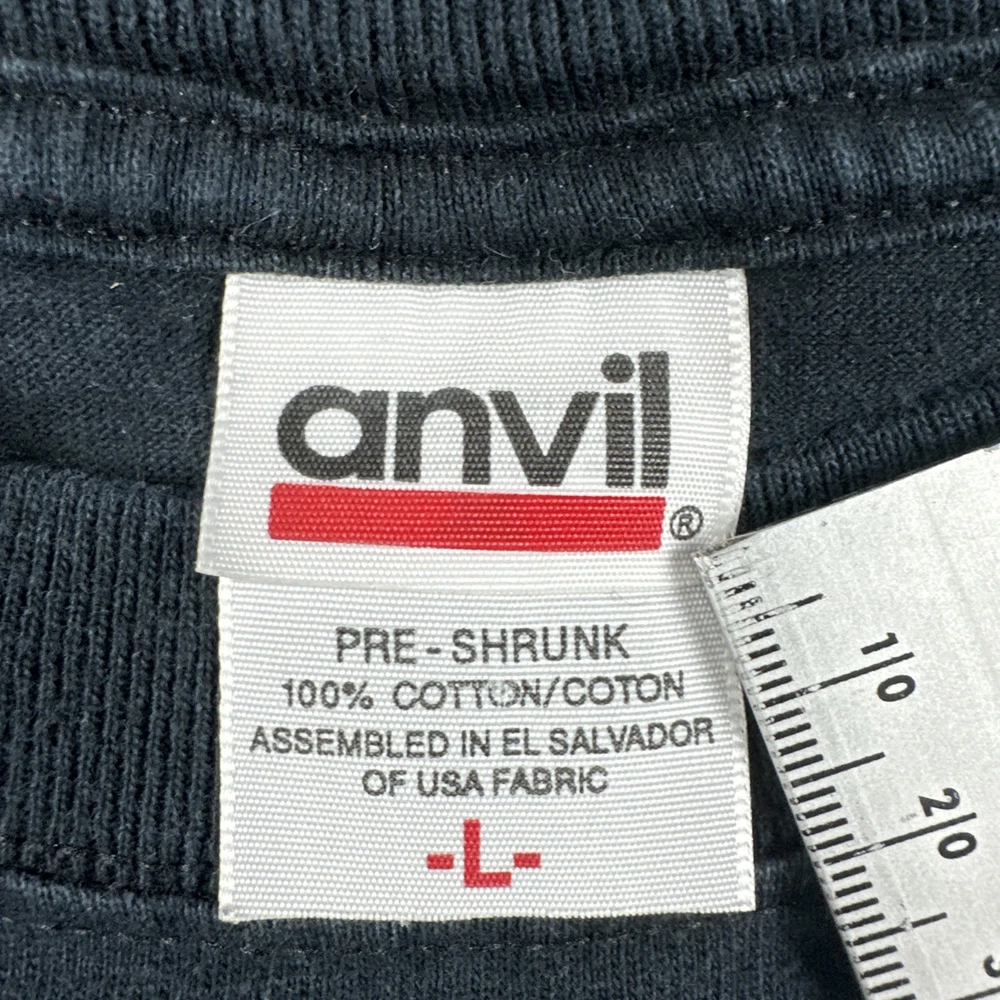 anvil
®
PRE-SHRUNK
100% COTTON/COTON
ASSEMBLED IN EL SALVADOR
OF USA FABRIC
-L-
10
20